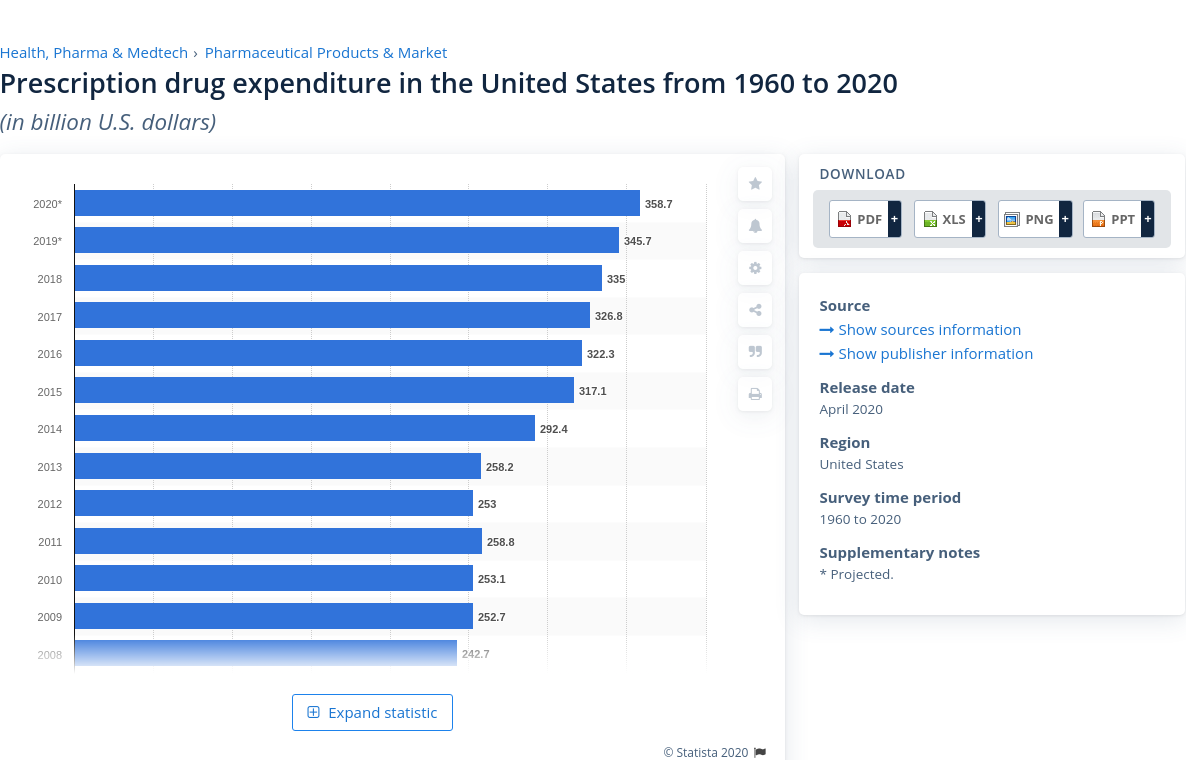 Health, Pharma & Medtech › Pharmaceutical Products & Market
Prescription drug expenditure in the United States from 1960 to 2020
(in billion U.S. dollars)
2020* 358.7
2019* 345.7
2018 335
2017 326.8
2016 322.3
2015 317.1
2014 292.4
2013 258.2
2012 253
2011 258.8
2010 253.1
2009 252.7
2008 242.7
Expand statistic
© Statista 2020
DOWNLOAD
PDF + XLS + PNG + PPT +
Source
Show sources information
Show publisher information
Release date
April 2020
Region
United States
Survey time period
1960 to 2020
Supplementary notes
* Projected.